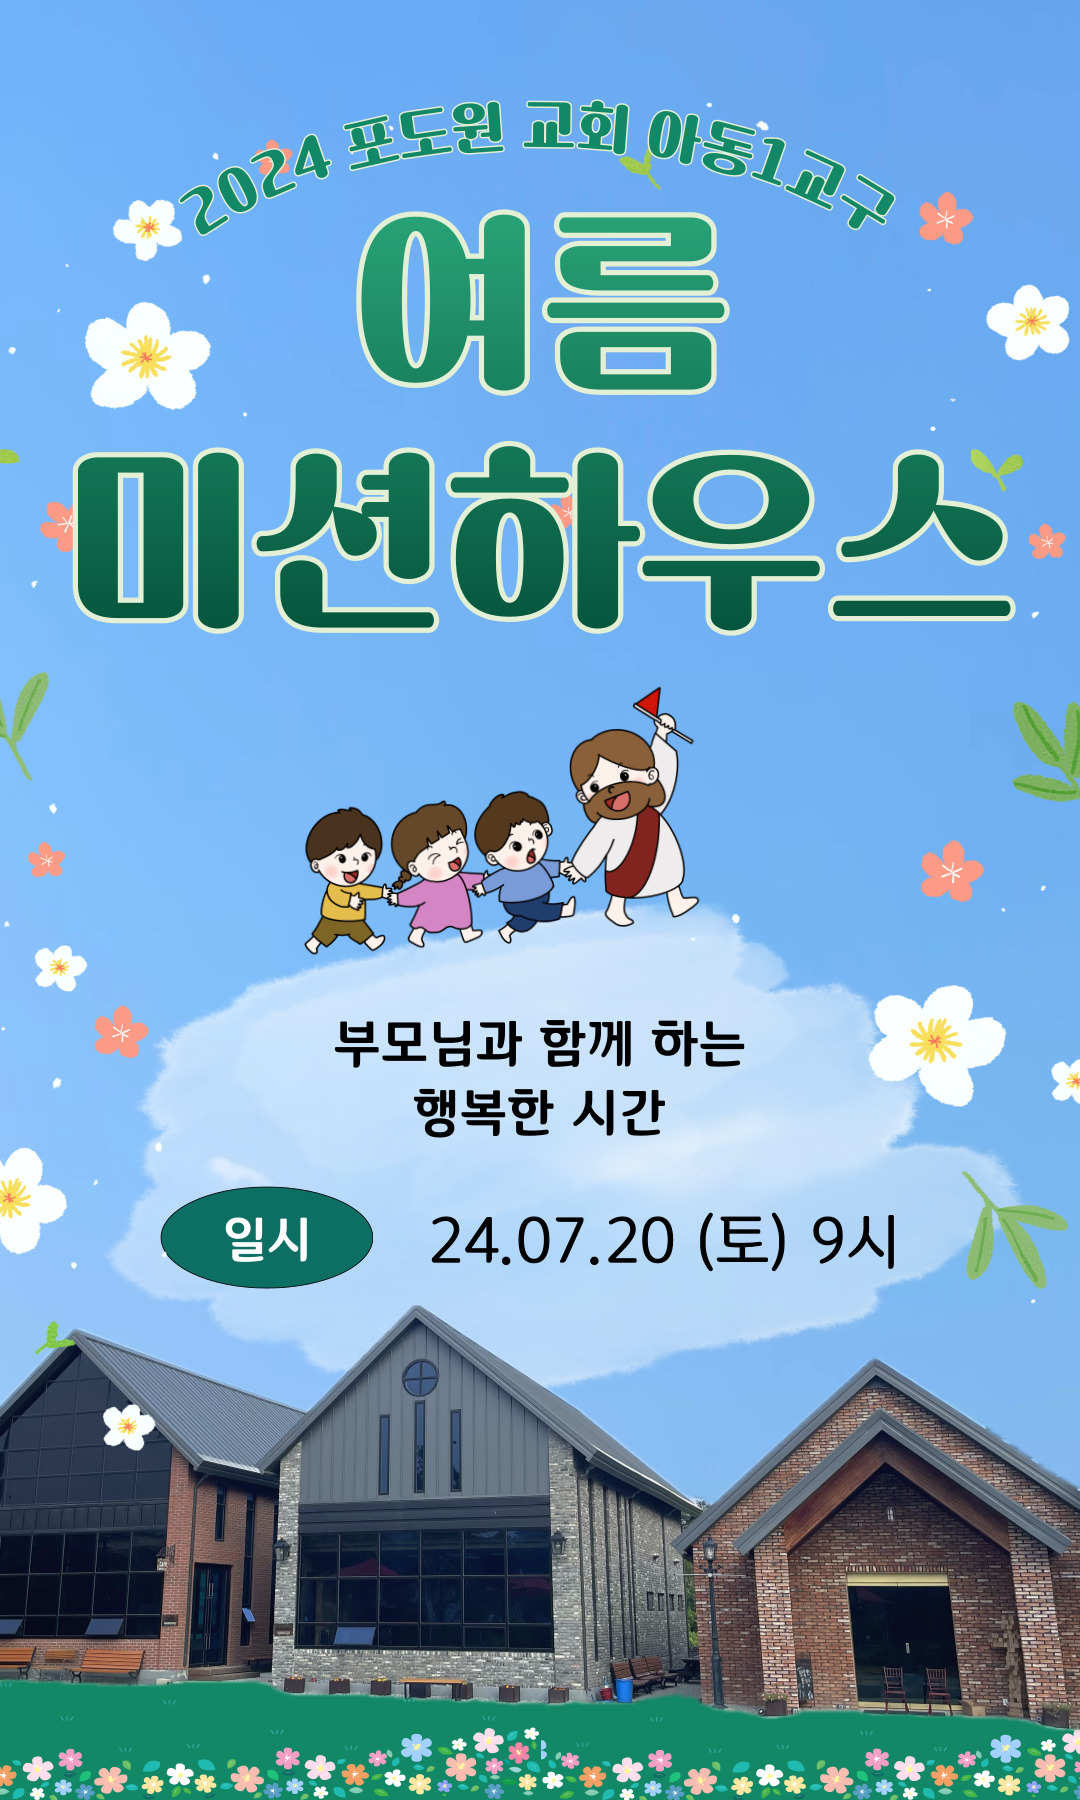 2024 포도원 교회 아동1교구
여름
미션하우스
부모님과 함께 하는
행복한 시간
일시 24.07.20 (토) 9시